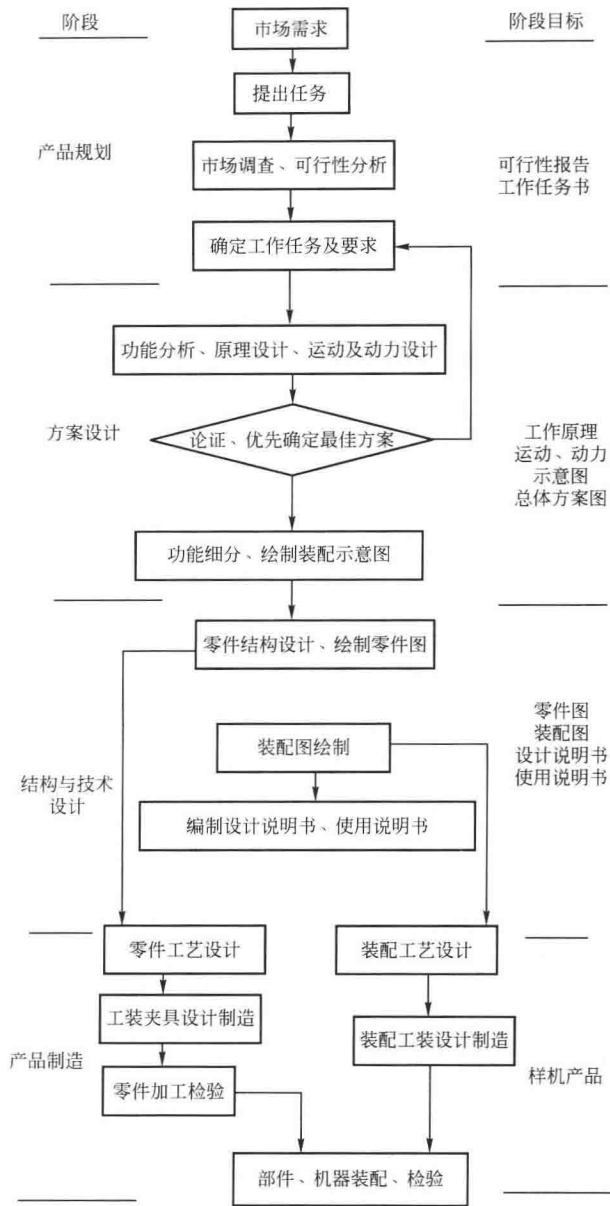 阶段
市场需求
阶段目标
提出任务
产品规划
市场调查、可行性分析
可行性报告
工作任务书
确定工作任务及要求
功能分析、原理设计、运动及动力设计
方案设计
论证、优先确定最佳方案
工作原理
运动、动力
示意图
总体方案图
功能细分、绘制装配示意图
零件结构设计、绘制零件图
零件图
装配图
设计说明书
使用说明书
装配图绘制
结构与技术
设计
编制设计说明书、使用说明书
零件工艺设计
装配工艺设计
工装夹具设计制造
装配工装设计制造
产品制造
零件加工检验
样机产品
部件、机器装配、检验